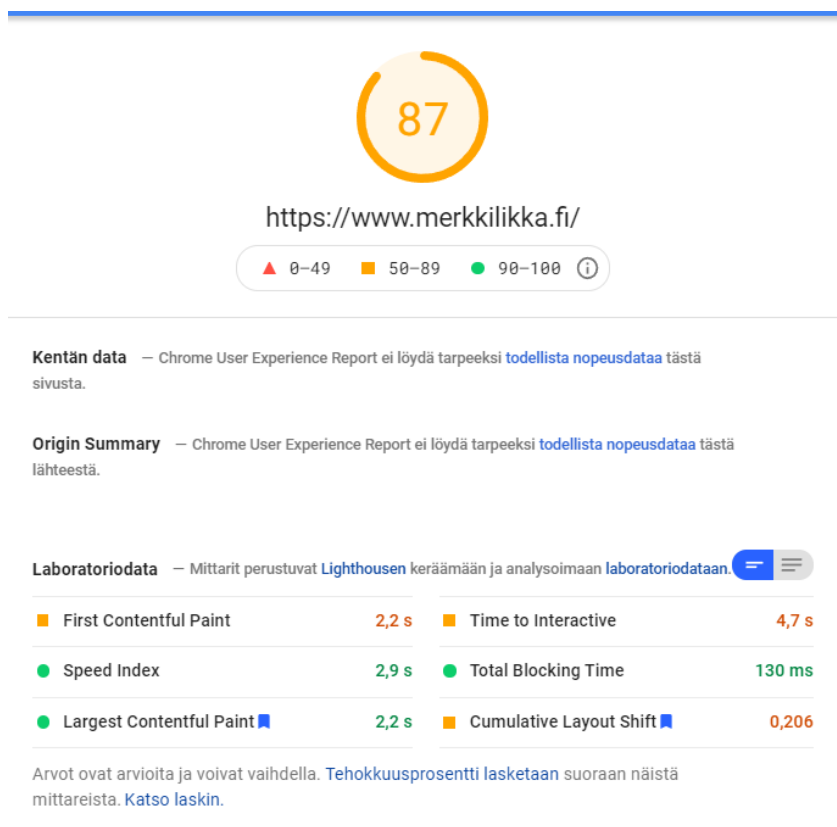 87
https://www.merkkilikka.fi/
0–49 50–89 90–100
Kentän data — Chrome User Experience Report ei löydä tarpeeksi todellista nopeusdataa tästä
sivusta.
Origin Summary — Chrome User Experience Report ei löydä tarpeeksi todellista nopeusdataa tästä
lähteestä.
Laboratoriodata — Mittarit perustuvat Lighthousen keräämään ja analysoimaan laboratoriodataan.
First Contentful Paint 2,2 s
Time to Interactive 4,7 s
Speed Index 2,9 s
Total Blocking Time 130 ms
Largest Contentful Paint 2,2 s
Cumulative Layout Shift 0,206
Arvot ovat arvioita ja voivat vaihdella. Tehokkuusprosentti lasketaan suoraan näistä
mittareista. Katso laskin.